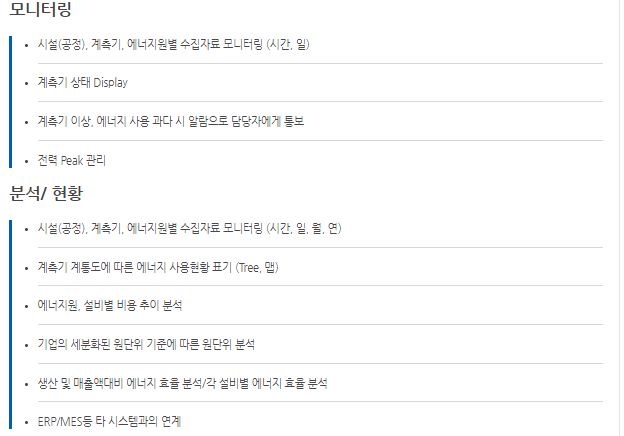 모니터링
시설(공정), 계측기, 에너지원별 수집자료 모니터링 (시간, 일)
계측기 상태 Display
계측기 이상, 에너지 사용 과다 시 알람으로 담당자에게 통보
전력 Peak 관리
분석/ 현황
시설(공정), 계측기, 에너지원별 수집자료 모니터링 (시간, 일, 월, 연)
계측기 계통도에 따른 에너지 사용현황 표기 (Tree, 맵)
에너지원, 설비별 비용 추이 분석
기업의 세분화된 원단위 기준에 따른 원단위 분석
생산 및 매출액대비 에너지 효율 분석/각 설비별 에너지 효율 분석
ERP/MES등 타 시스템과의 연계